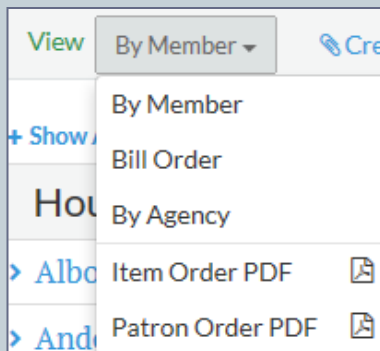 View By Member Cre
By Member
+ Show
Bill Order
Hou
By Agency
> Albo Item Order PDF
> Ande Patron Order PDF